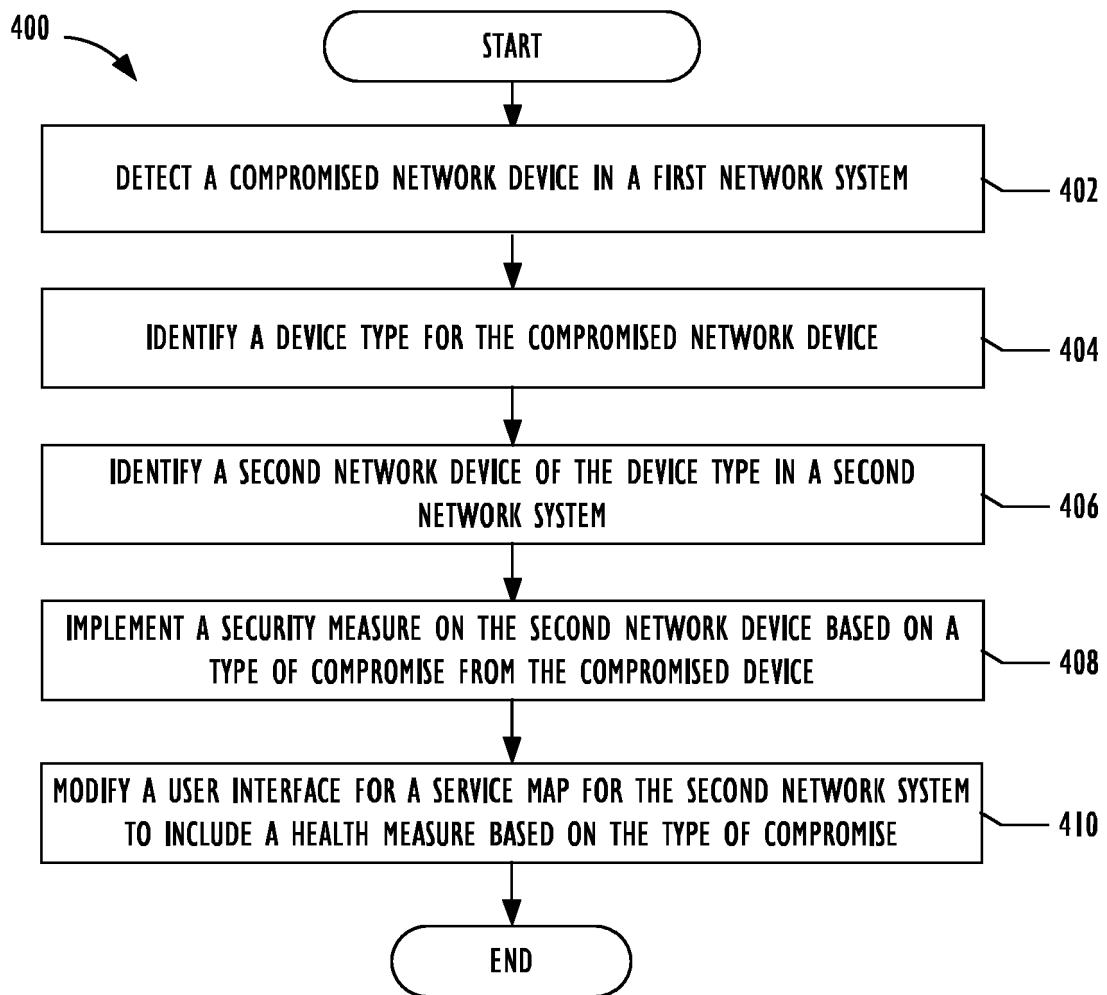 400
START
DETECT A COMPROMISED NETWORK DEVICE IN A FIRST NETWORK SYSTEM
402
IDENTIFY A DEVICE TYPE FOR THE COMPROMISED NETWORK DEVICE
404
IDENTIFY A SECOND NETWORK DEVICE OF THE DEVICE TYPE IN A SECOND
NETWORK SYSTEM
406
IMPLEMENT A SECURITY MEASURE ON THE SECOND NETWORK DEVICE BASED ON A
TYPE OF COMPROMISE FROM THE COMPROMISED DEVICE
408
MODIFY A USER INTERFACE FOR A SERVICE MAP FOR THE SECOND NETWORK SYSTEM
TO INCLUDE A HEALTH MEASURE BASED ON THE TYPE OF COMPROMISE
410
END